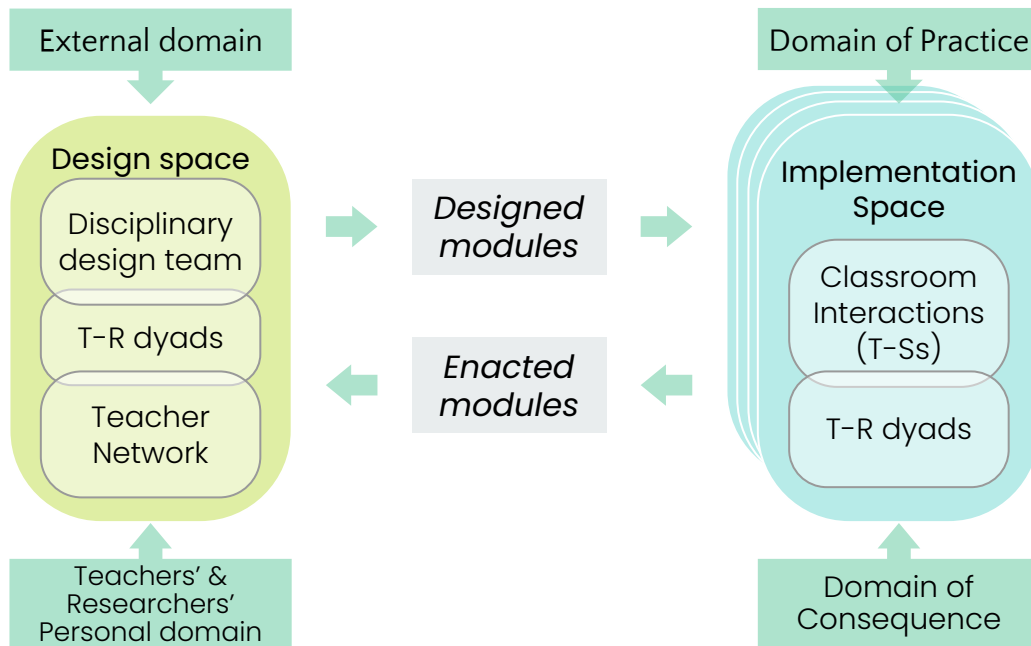 External domain
Domain of Practice
Design space
Disciplinary
design team
T-R dyads
Teacher
Network
Designed
modules
Enacted
modules
Implementation
Space
Classroom
Interactions
(T-Ss)
T-R dyads
Teachers’ &
Researchers’
Personal domain
Domain of
Consequence